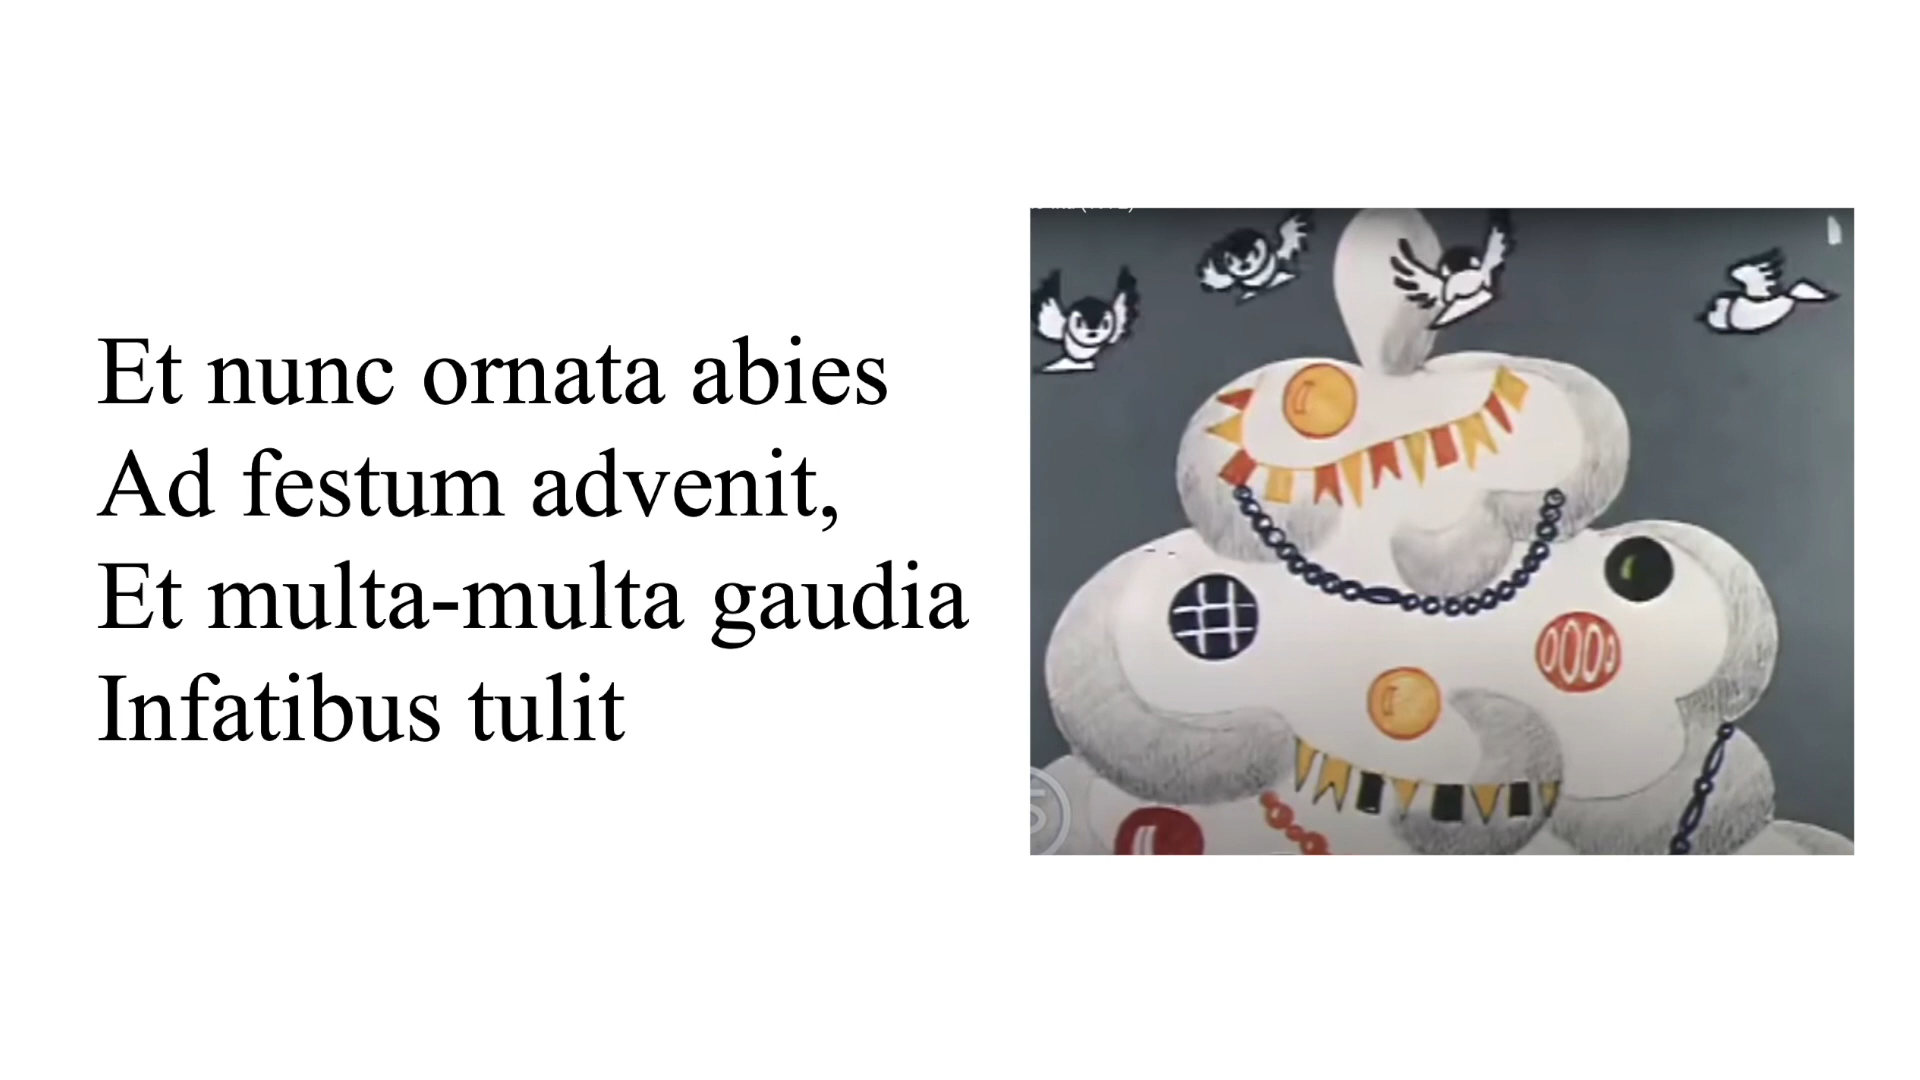 Et nunc ornata abies
Ad festum advenit,
Et multa-multa gaudia
Infatibus tulit